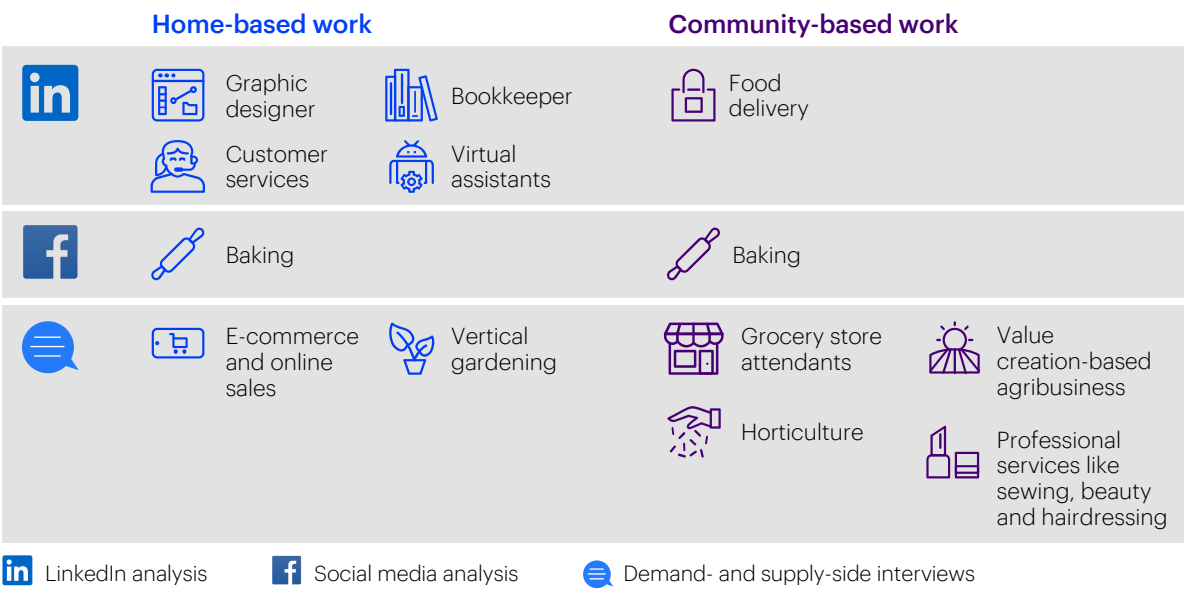 Home-based work
Community-based work
in
Graphic
designer
Bookkeeper
Food
delivery
Customer
services
Virtual
assistants
f
Baking
Baking
E-commerce
and online
sales
Vertical
gardening
Grocery store
attendants
Value
creation-based
agribusiness
Horticulture
Professional
services like
sewing, beauty
and hairdressing
in LinkedIn analysis
f Social media analysis
Demand- and supply-side interviews